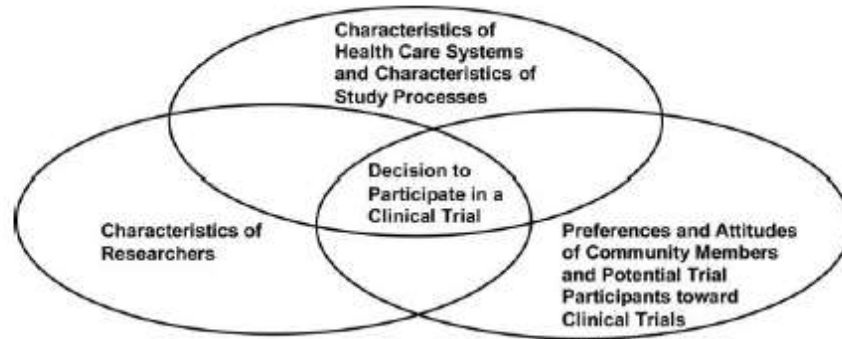 Characteristics of
Health Care Systems
and Characteristics of
Study Processes
Decision to
Participate in a
Clinical Trial
Characteristics of
Researchers
Preferences and Attitudes
of Community Members
and Potential Trial
Participants toward
Clinical Trials